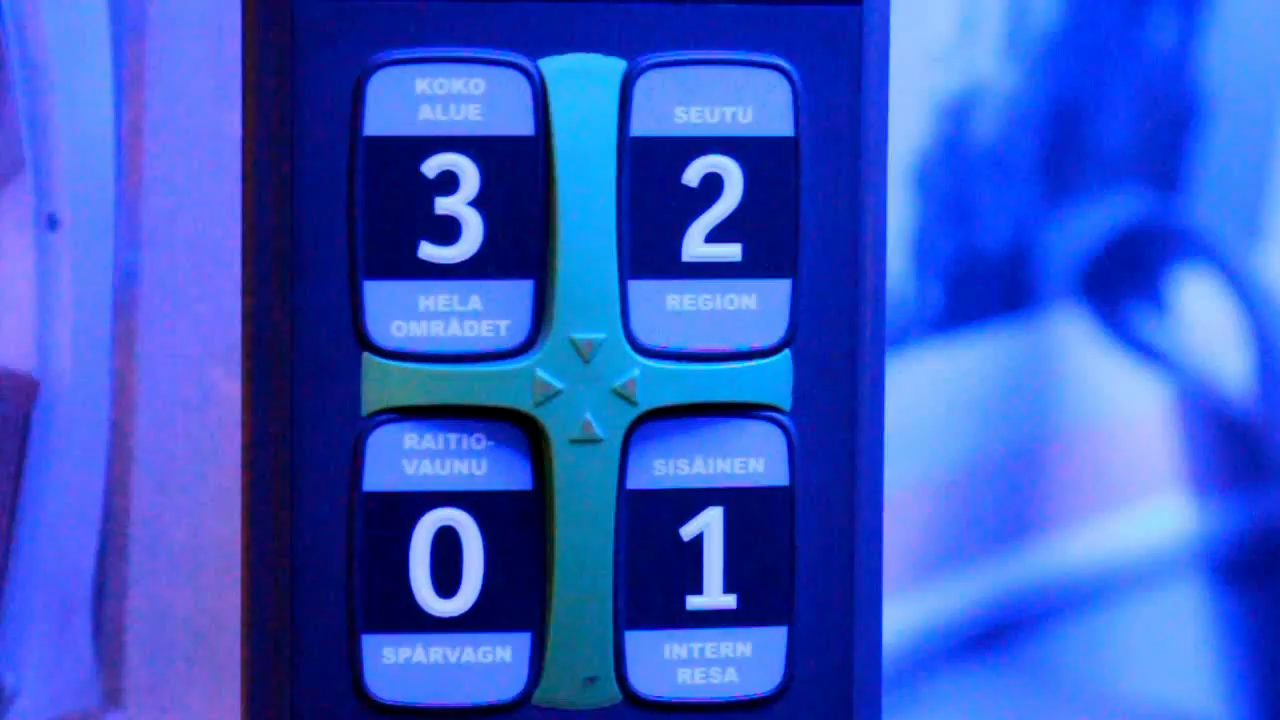 KOKO
ALUE
3
HELA
OMRÅDET
SEUTU
2
REGION
RAITIO-
VAUNU
0
SPÅRVAGN
SISÄINEN
1
INTERN
RESA